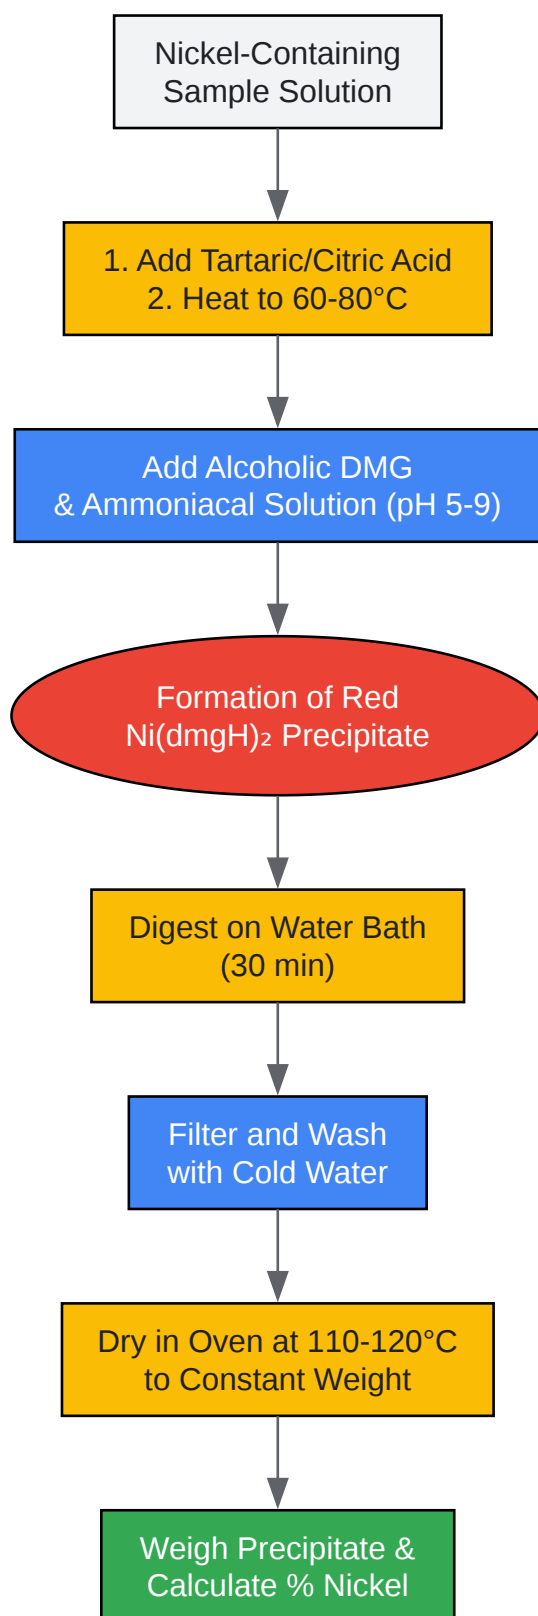 Nickel-Containing
Sample Solution
1. Add Tartaric/Citric Acid
2. Heat to 60-80°C
Add Alcoholic DMG
& Ammoniacal Solution (pH 5-9)
Formation of Red
Ni(dmgH)₂ Precipitate
Digest on Water Bath
(30 min)
Filter and Wash
with Cold Water
Dry in Oven at 110-120°C
to Constant Weight
Weigh Precipitate &
Calculate % Nickel